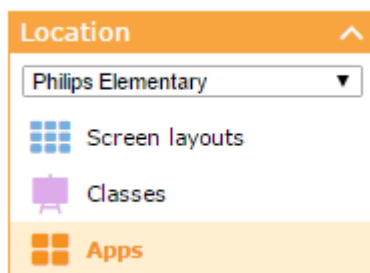 Location
Philips Elementary
Screen layouts
Classes
Apps